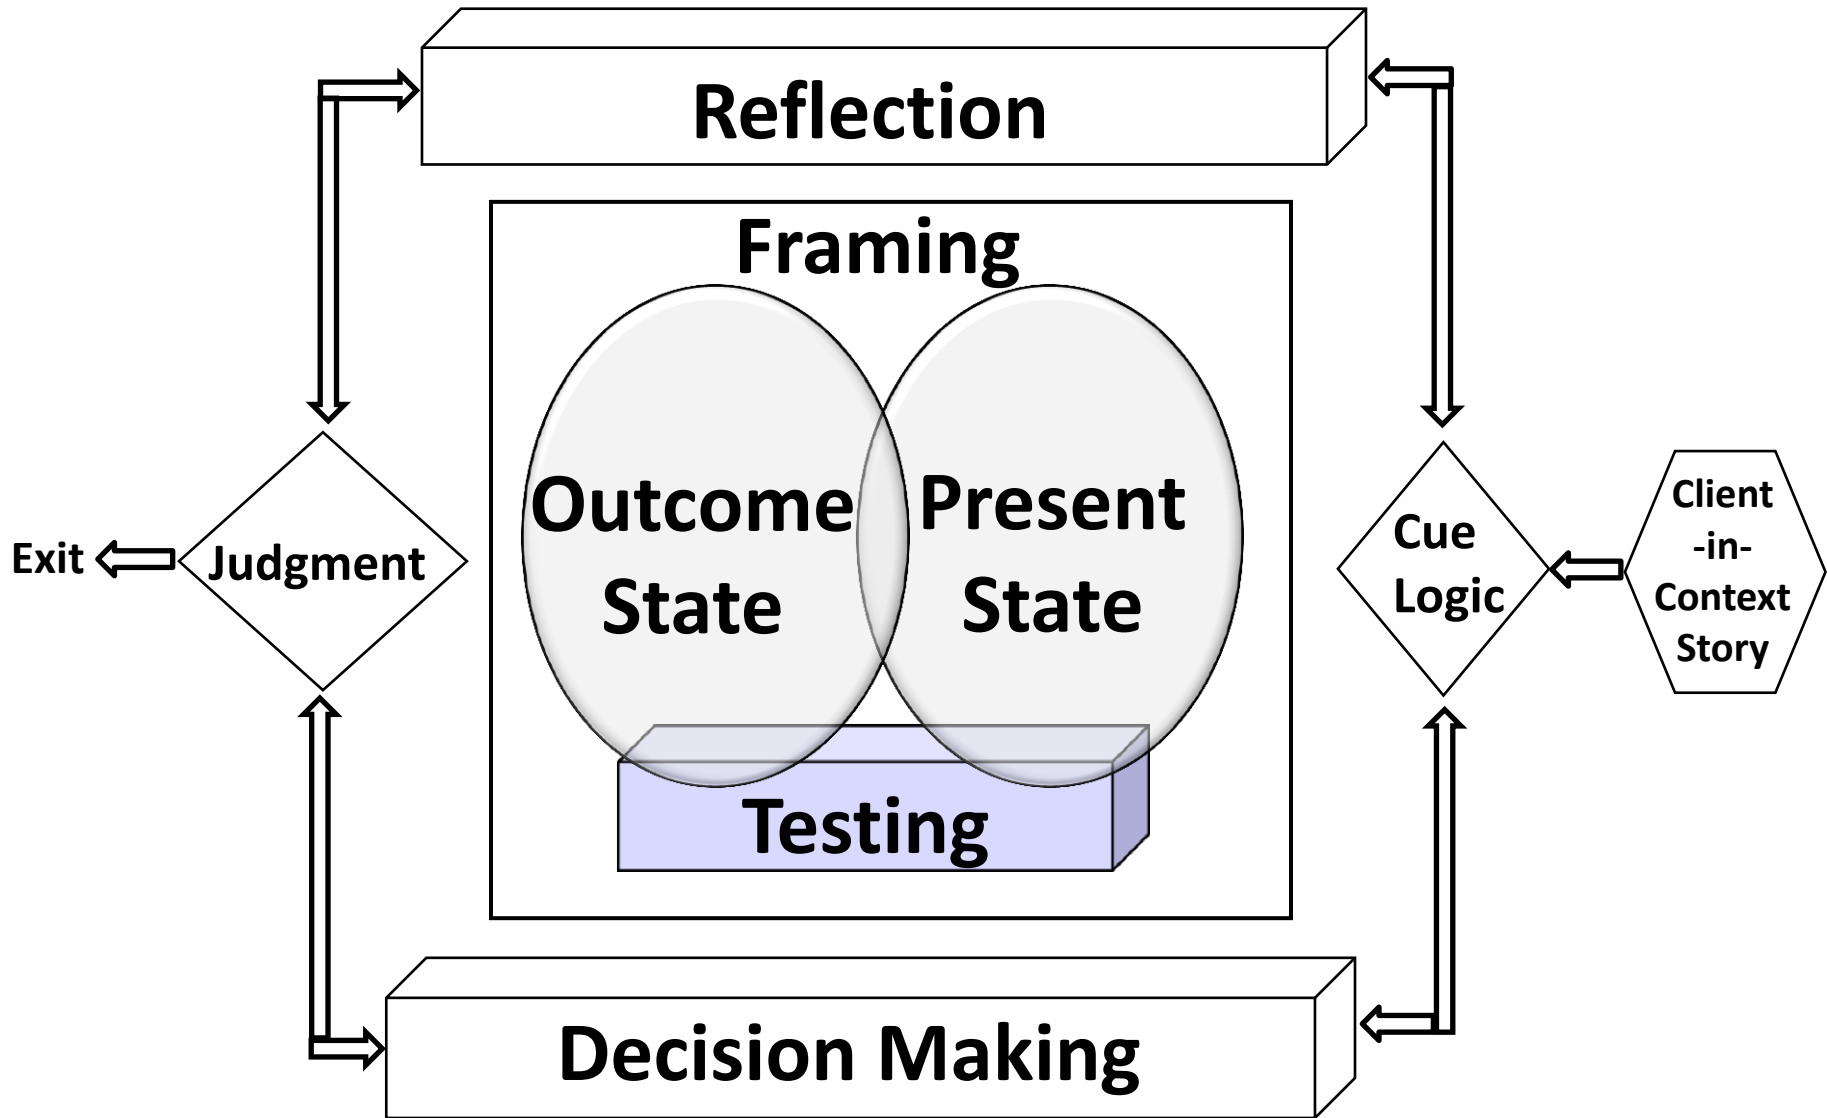 Reflection
Framing
Outcome
State
Present
State
Testing
Exit
Judgment
Cue
Logic
Client
-in-
Context
Story
Decision Making